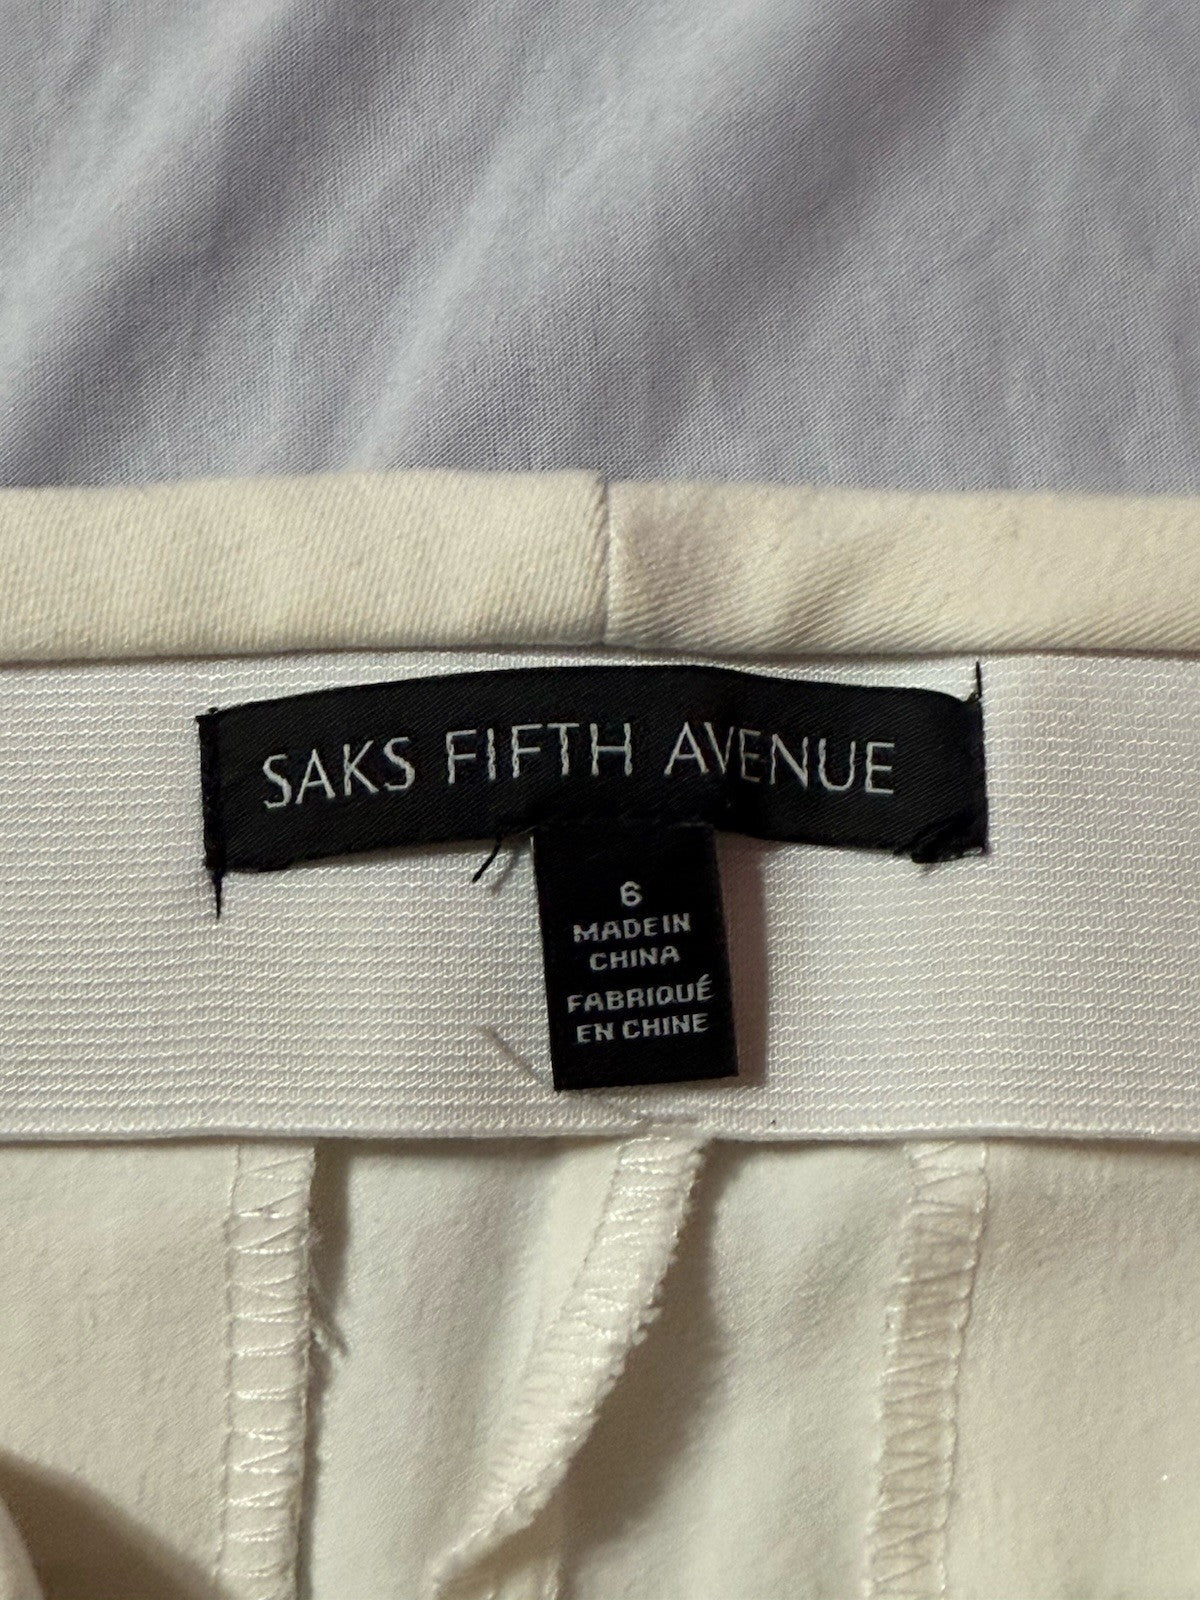 SAKS FIFTH AVENUE
6
MADE IN
CHINA
FABRIQUÉ
EN CHINE